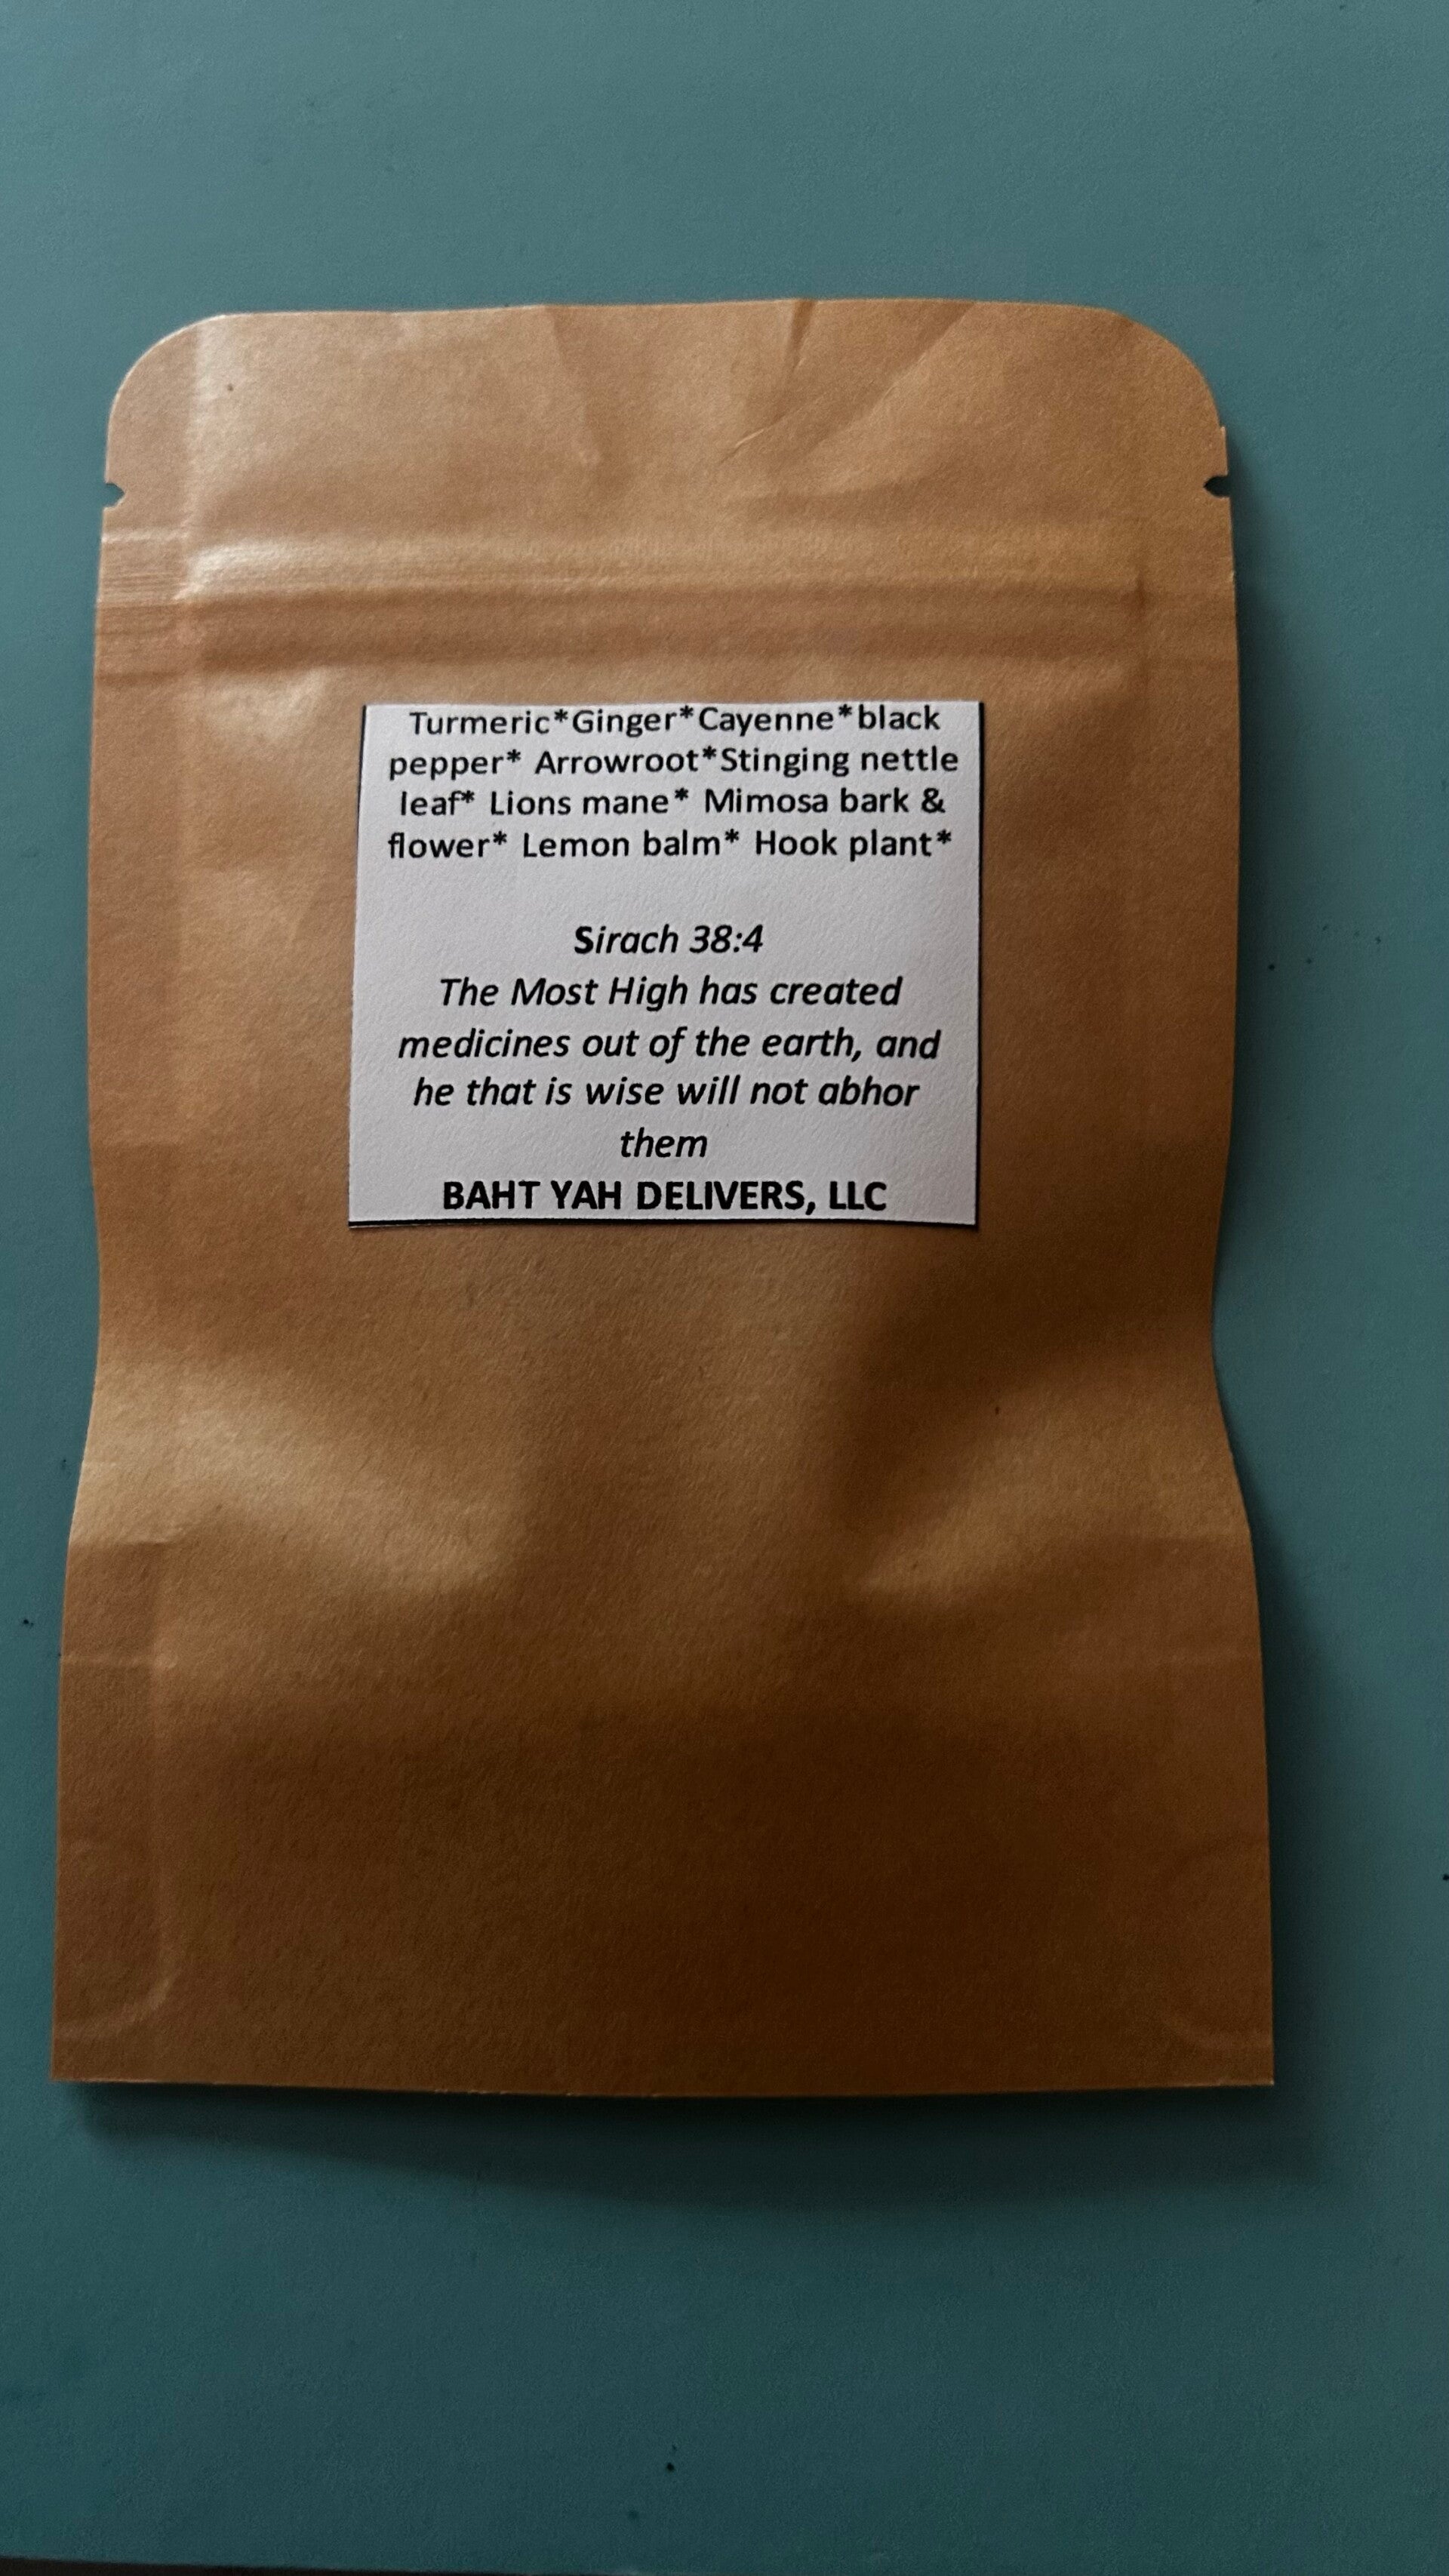 Turmeric*Ginger*Cayenne*black
pepper* Arrowroot*Stinging nettle
leaf* Lions mane* Mimosa bark &
flower* Lemon balm* Hook plant*
Sirach 38:4
The Most High has created
medicines out of the earth, and
he that is wise will not abhor
them
BAHT YAH DELIVERS, LLC